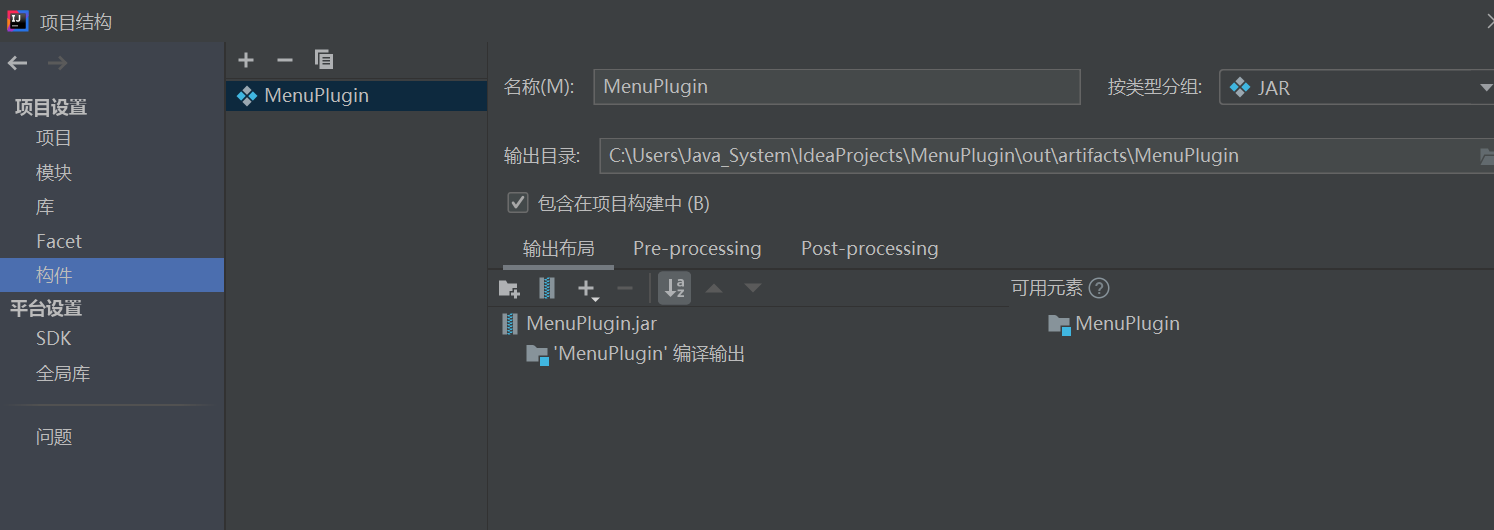 项目结构
MenuPlugin
名称(M): MenuPlugin 按类型分组: JAR
项目设置
项目
输出目录: C:\Users\Java_System\IdeaProjects\MenuPlugin\out\artifacts\MenuPlugin
模块
库
包含在项目构建中 (B)
Facet
输出布局 Pre-processing Post-processing
构件
可用元素
平台设置
MenuPlugin.jar MenuPlugin
SDK
'MenuPlugin' 编译输出
全局库
问题